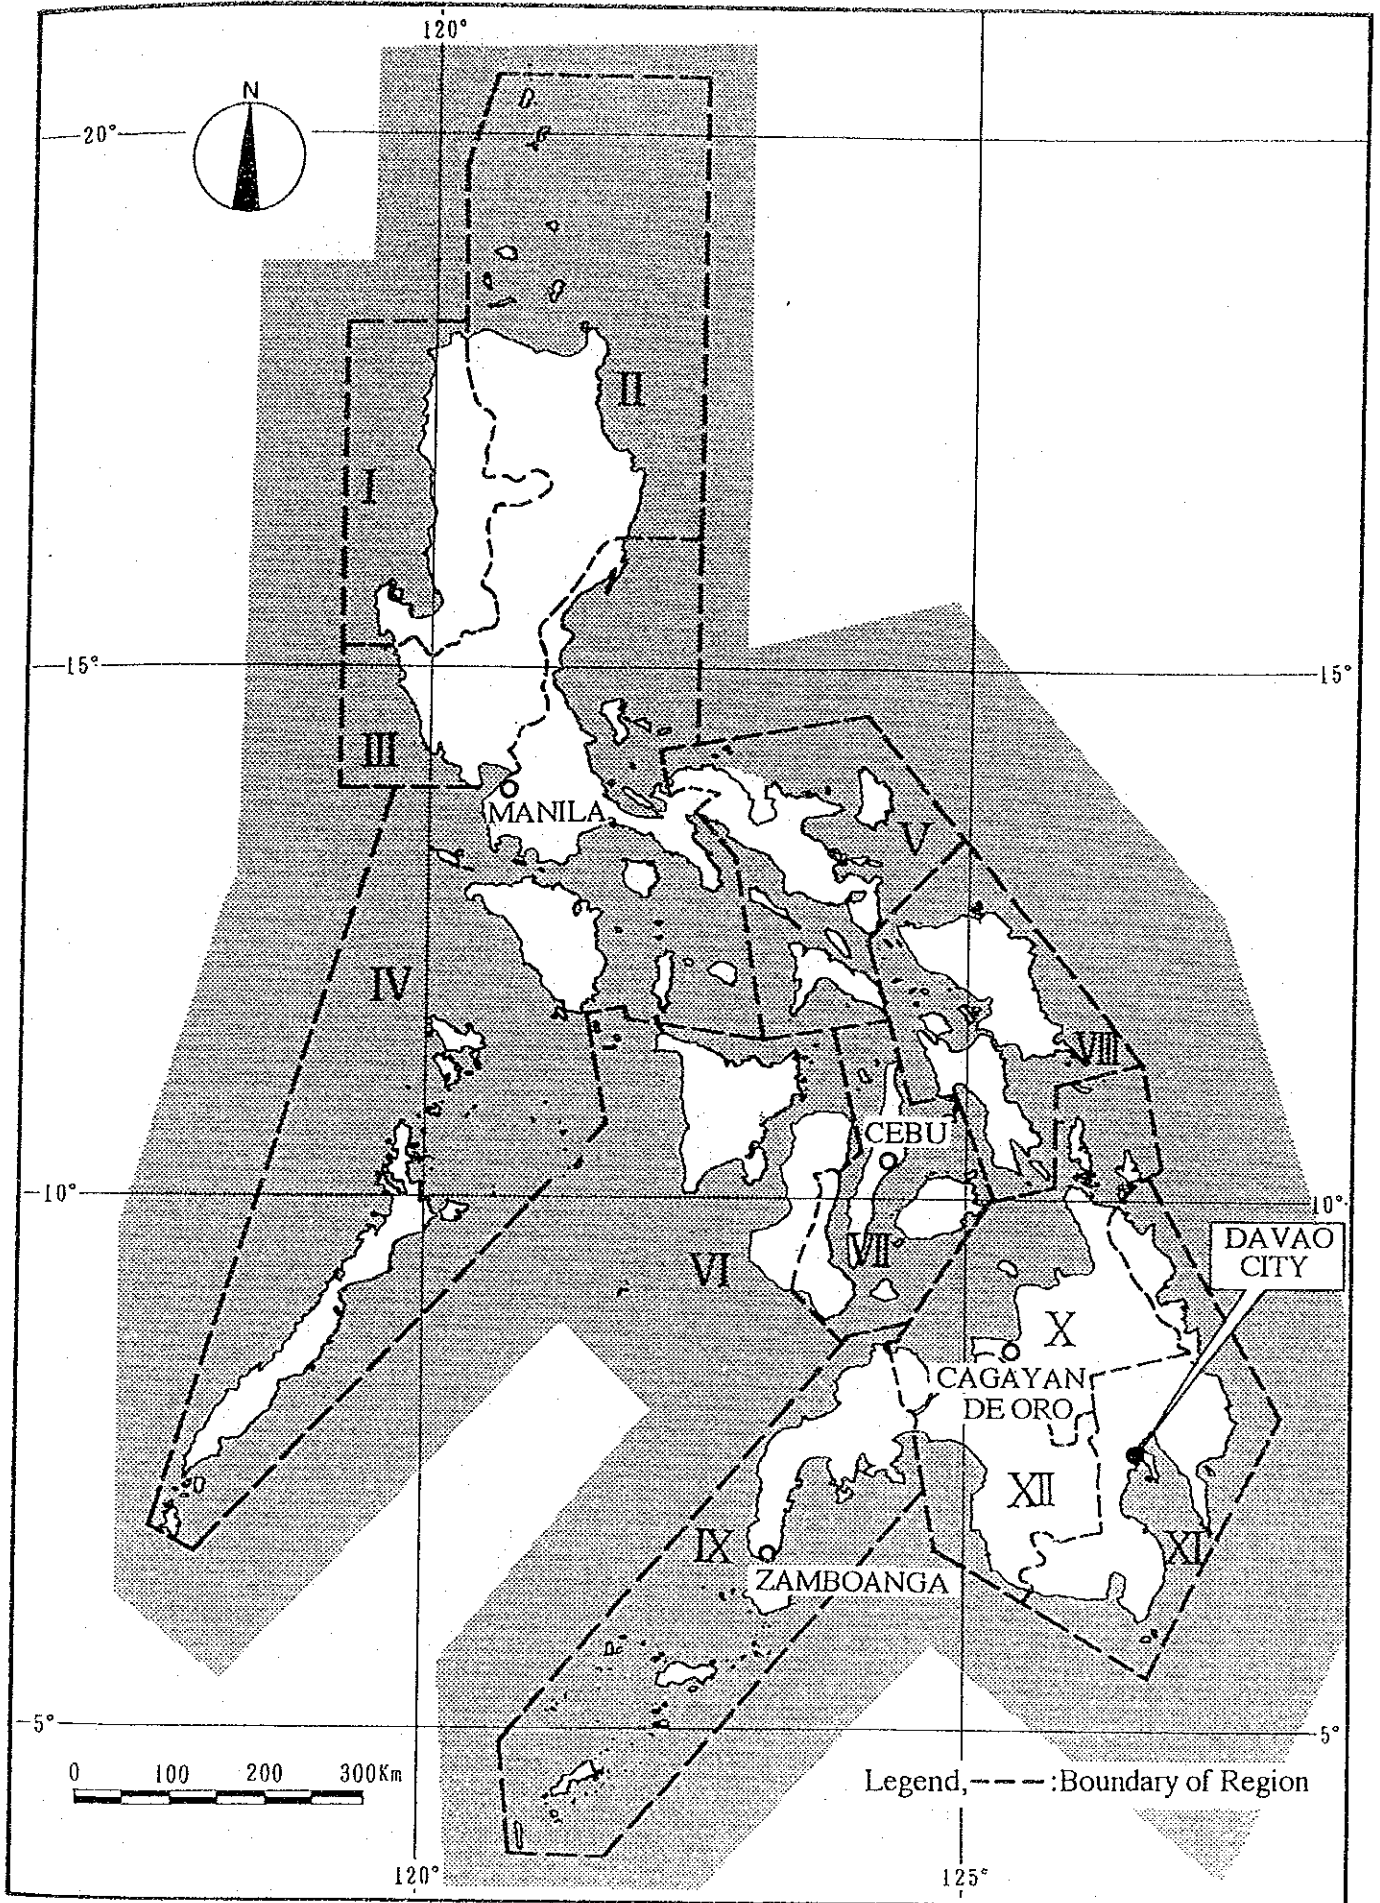 120°
N
20°
II
I
15°
15°
III
MANILA
V
IV
VIII
CEBU
10°
10°
DAVAO
CITY
VI
VII
X
CAGAYAN
DE ORO
XII
IX
XI
ZAMBOANGA
5°
5°
0 100 200 300Km
Legend, ---- :Boundary of Region
120°
125°